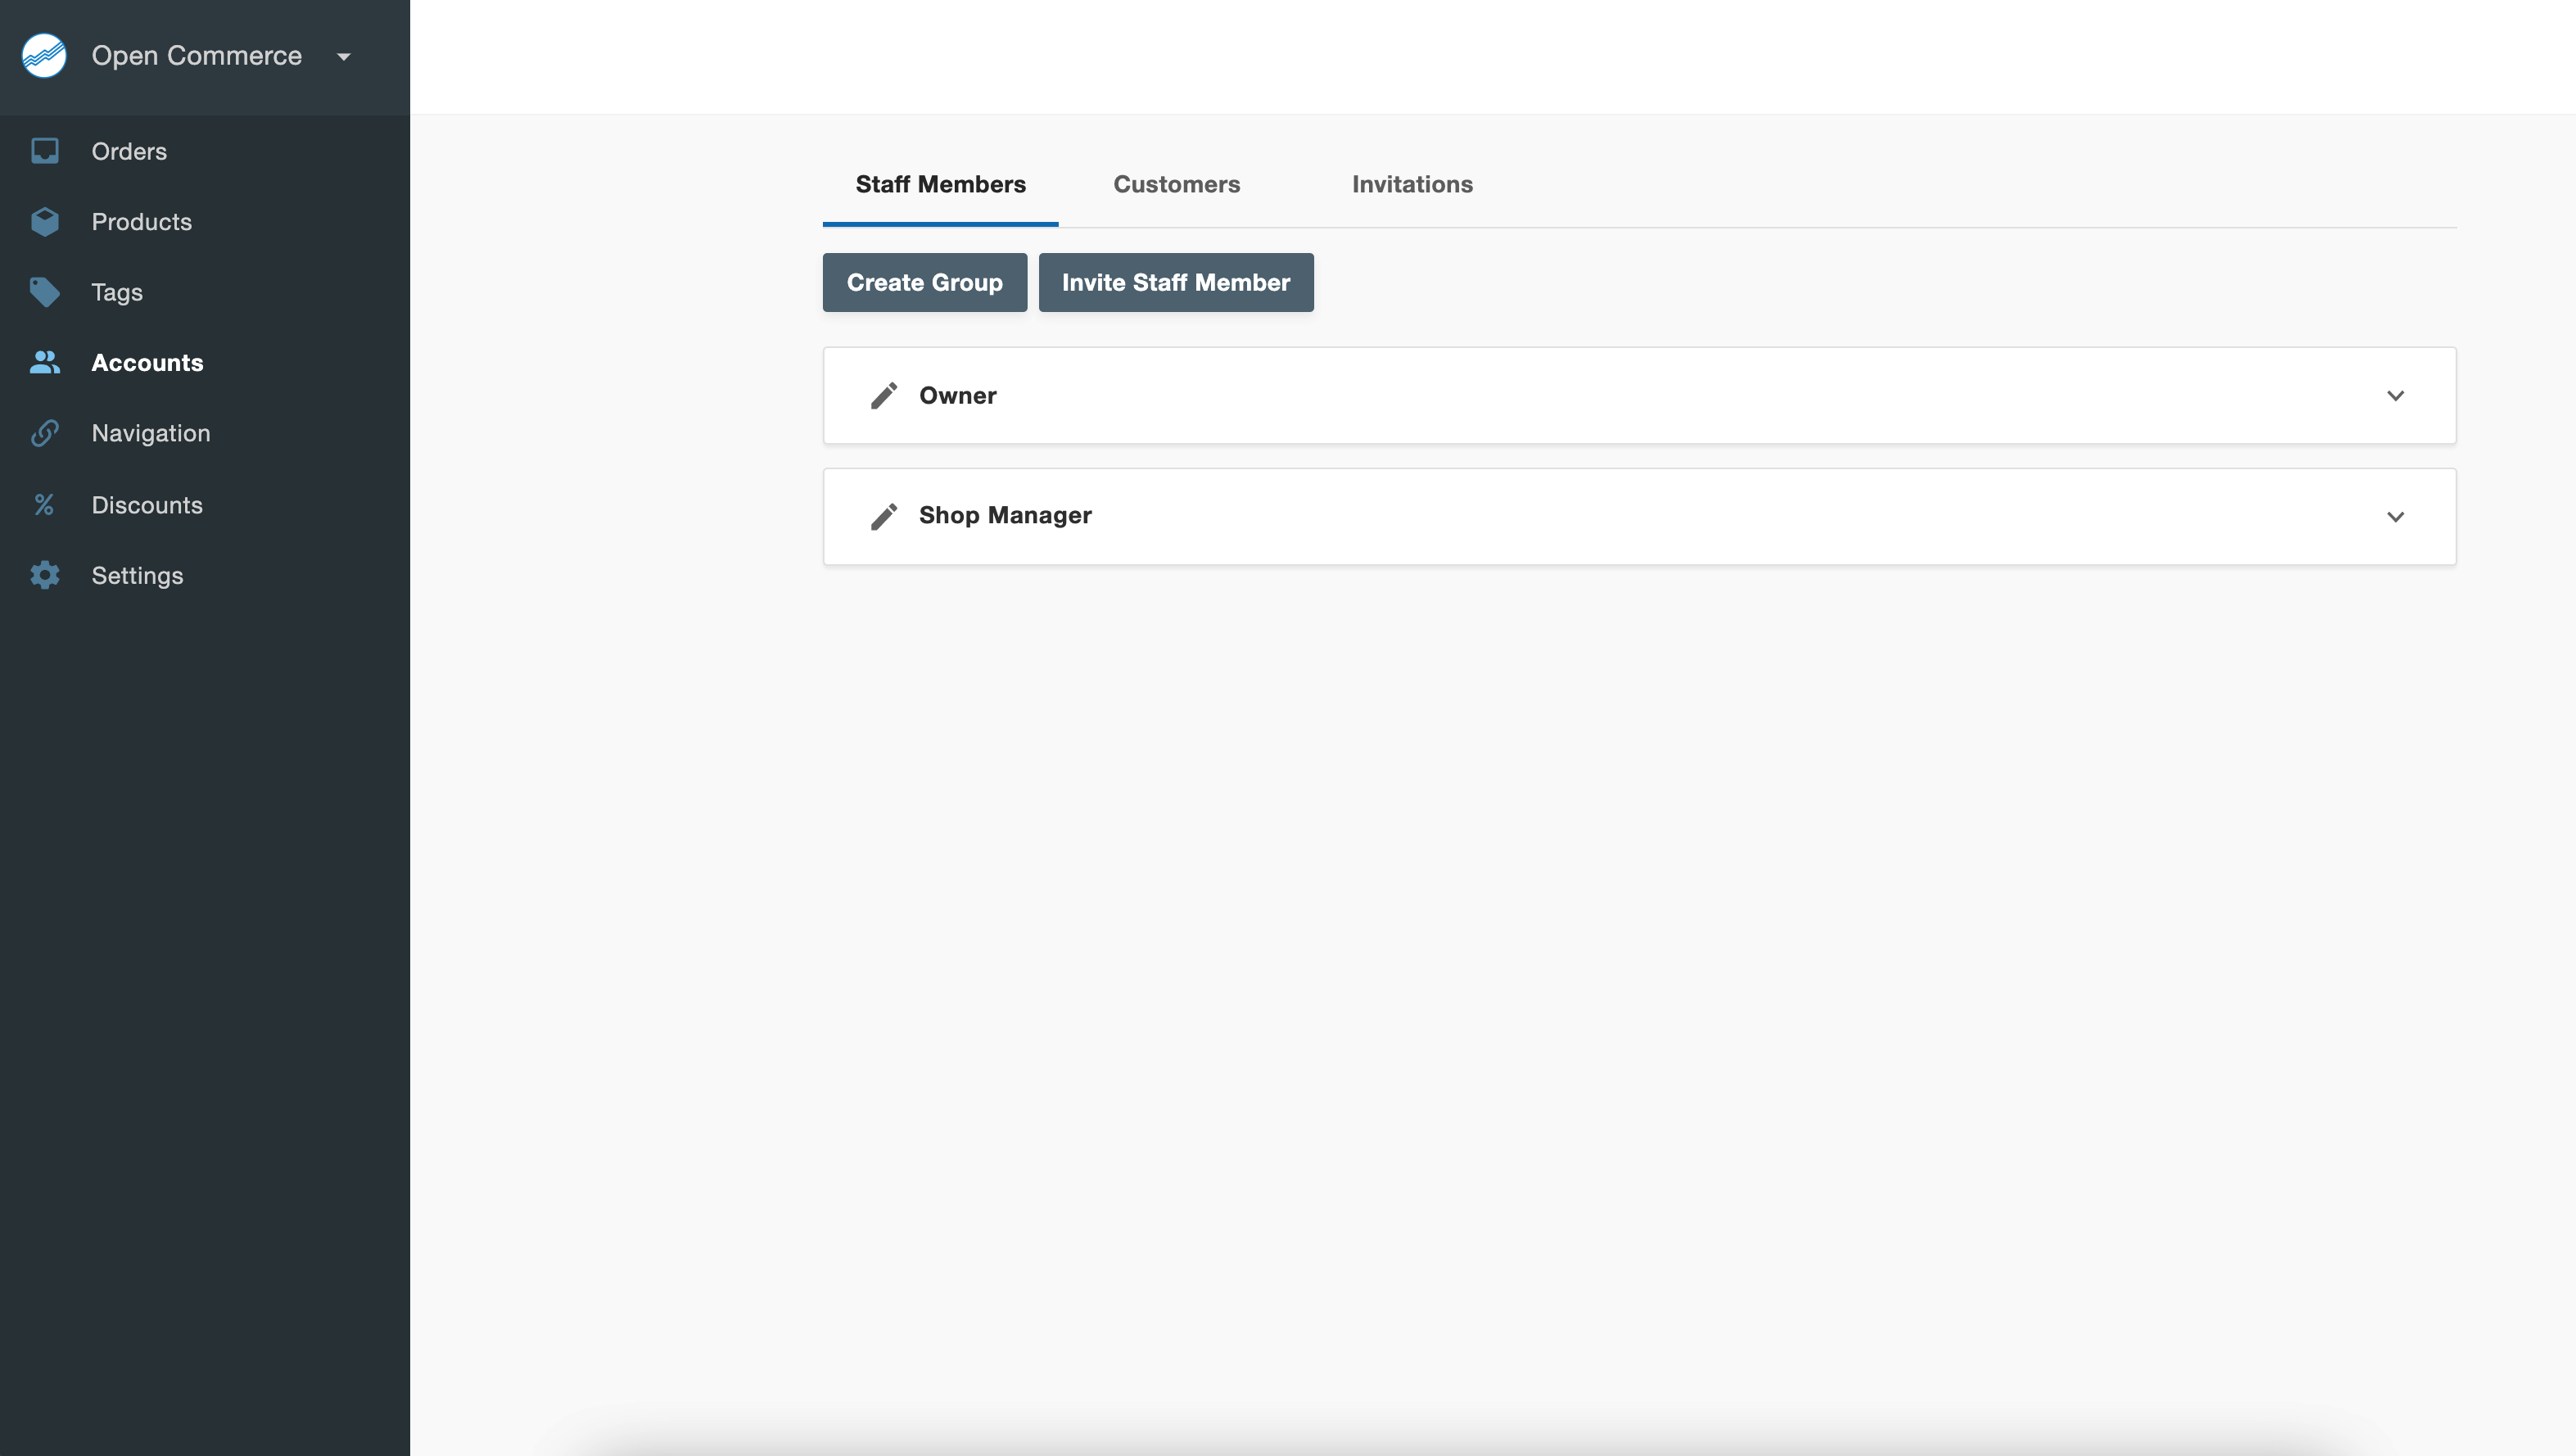 Open Commerce
Orders
Products
Tags
Accounts
Navigation
Discounts
Settings
Staff Members Customers Invitations
Create Group Invite Staff Member
Owner
Shop Manager